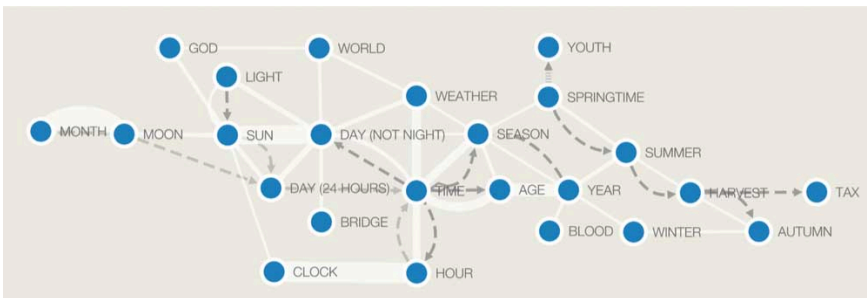 GOD
WORLD
YOUTH
LIGHT
WEATHER
SPRINGTIME
MONTH
MOON
SUN
DAY (NOT NIGHT)
SEASON
SUMMER
DAY (24 HOURS)
TIME
AGE
YEAR
HARVEST
TAX
BRIDGE
BLOOD
WINTER
AUTUMN
CLOCK
HOUR